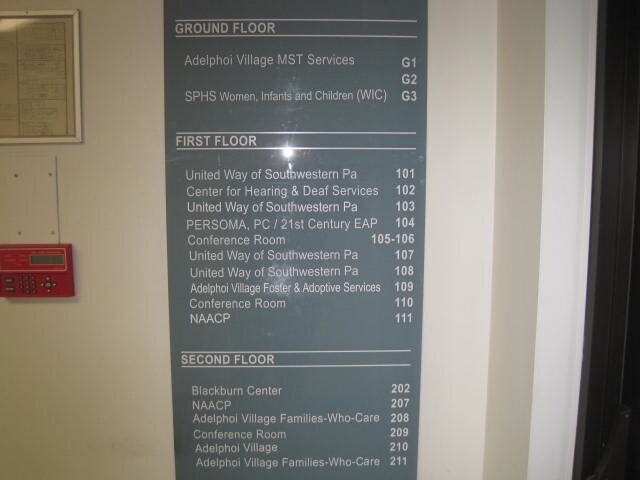 GROUND FLOOR
Adelphoi Village MST Services G1
G2
SPHS Women, Infants and Children (WIC) G3
FIRST FLOOR
United Way of Southwestern Pa 101
Center for Hearing & Deaf Services 102
United Way of Southwestern Pa 103
PERSOMA, PC / 21st Century EAP 104
Conference Room 105-106
United Way of Southwestern Pa 107
United Way of Southwestern Pa 108
Adelphoi Village Foster & Adoptive Services 109
Conference Room 110
NAACP 111
SECOND FLOOR
Blackburn Center 202
NAACP 207
Adelphoi Village Families-Who-Care 208
Conference Room 209
Adelphoi Village 210
Adelphoi Village Families-Who-Care 211